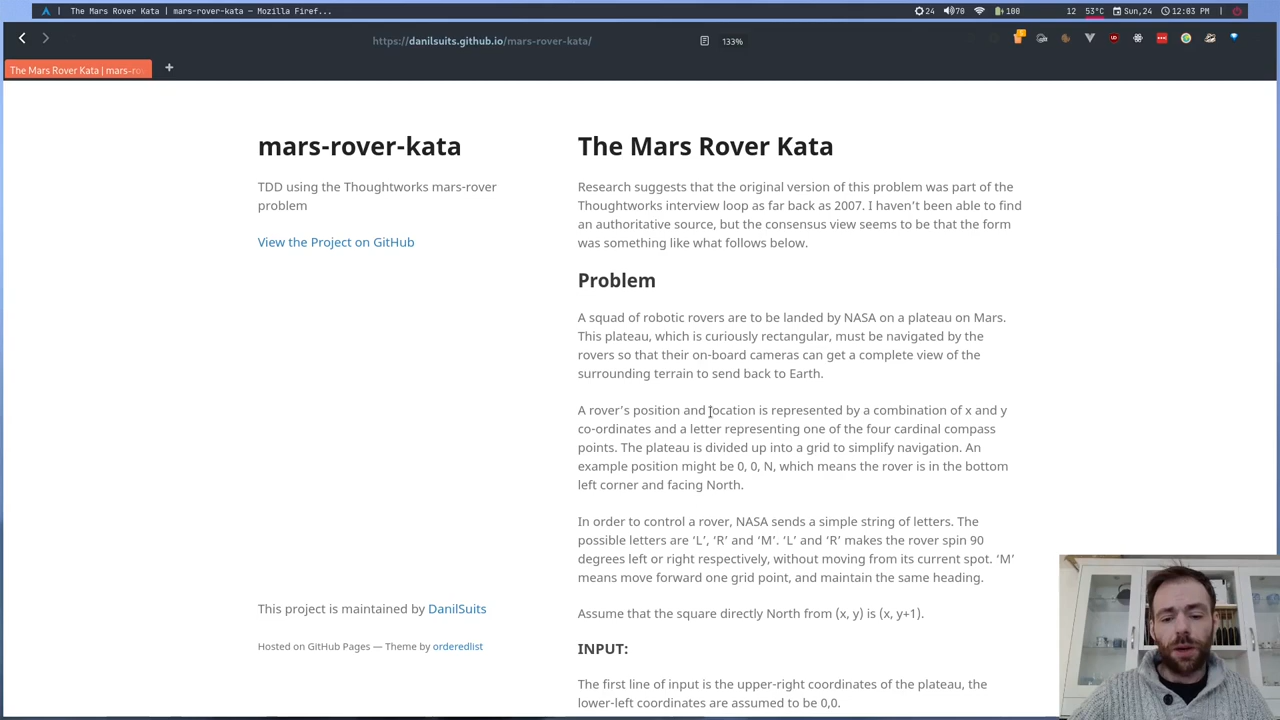 The Mars Rover Kata | mars-rover-kata — Mozilla Firef...
24
70
100
12
53°C
Sun,24
12:03 PM
https://danilsuits.github.io/mars-rover-kata/
133%
The Mars Rover Kata | mars-ro
mars-rover-kata
TDD using the Thoughtworks mars-rover
problem
View the Project on GitHub
This project is maintained by DanilSuits
Hosted on GitHub Pages — Theme by orderedlist
The Mars Rover Kata
Research suggests that the original version of this problem was part of the
Thoughtworks interview loop as far back as 2007. I haven’t been able to find
an authoritative source, but the consensus view seems to be that the form
was something like what follows below.
Problem
A squad of robotic rovers are to be landed by NASA on a plateau on Mars.
This plateau, which is curiously rectangular, must be navigated by the
rovers so that their on-board cameras can get a complete view of the
surrounding terrain to send back to Earth.
A rover’s position and location is represented by a combination of x and y
co-ordinates and a letter representing one of the four cardinal compass
points. The plateau is divided up into a grid to simplify navigation. An
example position might be 0, 0, N, which means the rover is in the bottom
left corner and facing North.
In order to control a rover, NASA sends a simple string of letters. The
possible letters are ‘L’, ‘R’ and ‘M’. ‘L’ and ‘R’ makes the rover spin 90
degrees left or right respectively, without moving from its current spot. ‘M’
means move forward one grid point, and maintain the same heading.
Assume that the square directly North from (x, y) is (x, y+1).
INPUT:
The first line of input is the upper-right coordinates of the plateau, the
lower-left coordinates are assumed to be 0,0.